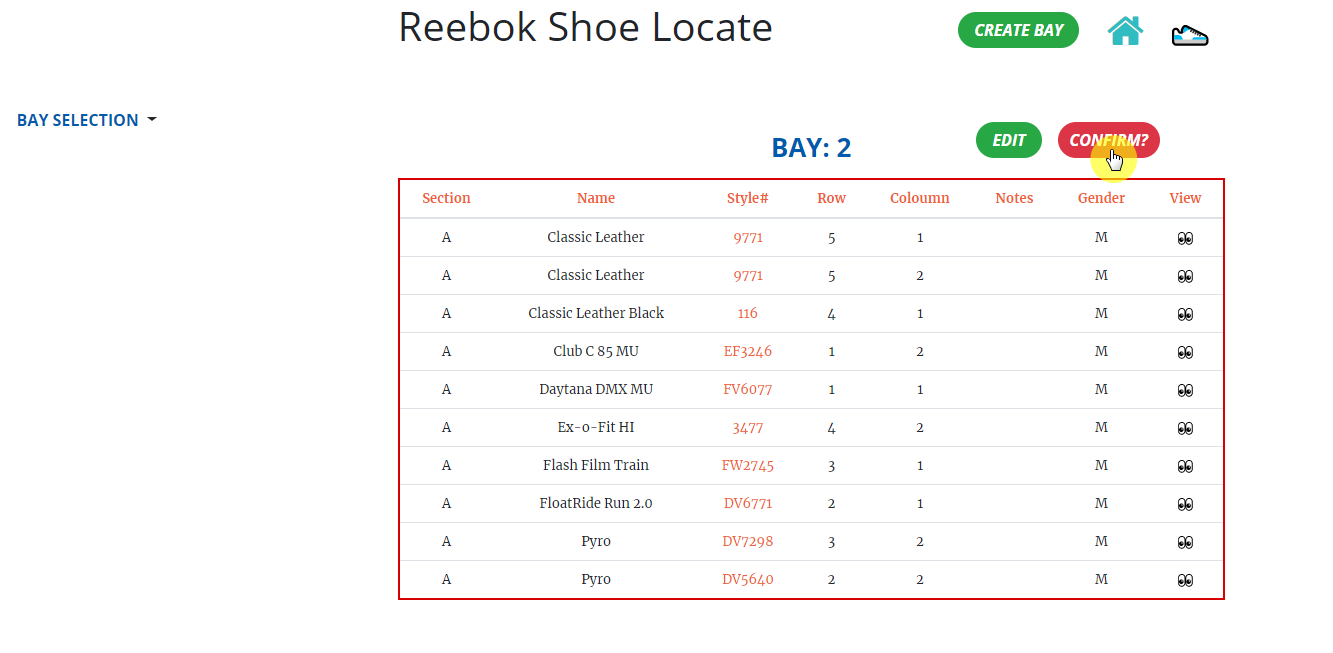 Reebok Shoe Locate
CREATE BAY
BAY SELECTION
BAY: 2
EDIT
CONFIRM?
Section Name Style# Row Coloumn Notes Gender View
A Classic Leather 9771 5 1 M
A Classic Leather 9771 5 2 M
A Classic Leather Black 116 4 1 M
A Club C 85 MU EF3246 1 2 M
A Daytana DMX MU FV6077 1 1 M
A Ex-o-Fit HI 3477 4 2 M
A Flash Film Train FW2745 3 1 M
A FloatRide Run 2.0 DV6771 2 1 M
A Pyro DV7298 3 2 M
A Pyro DV5640 2 2 M